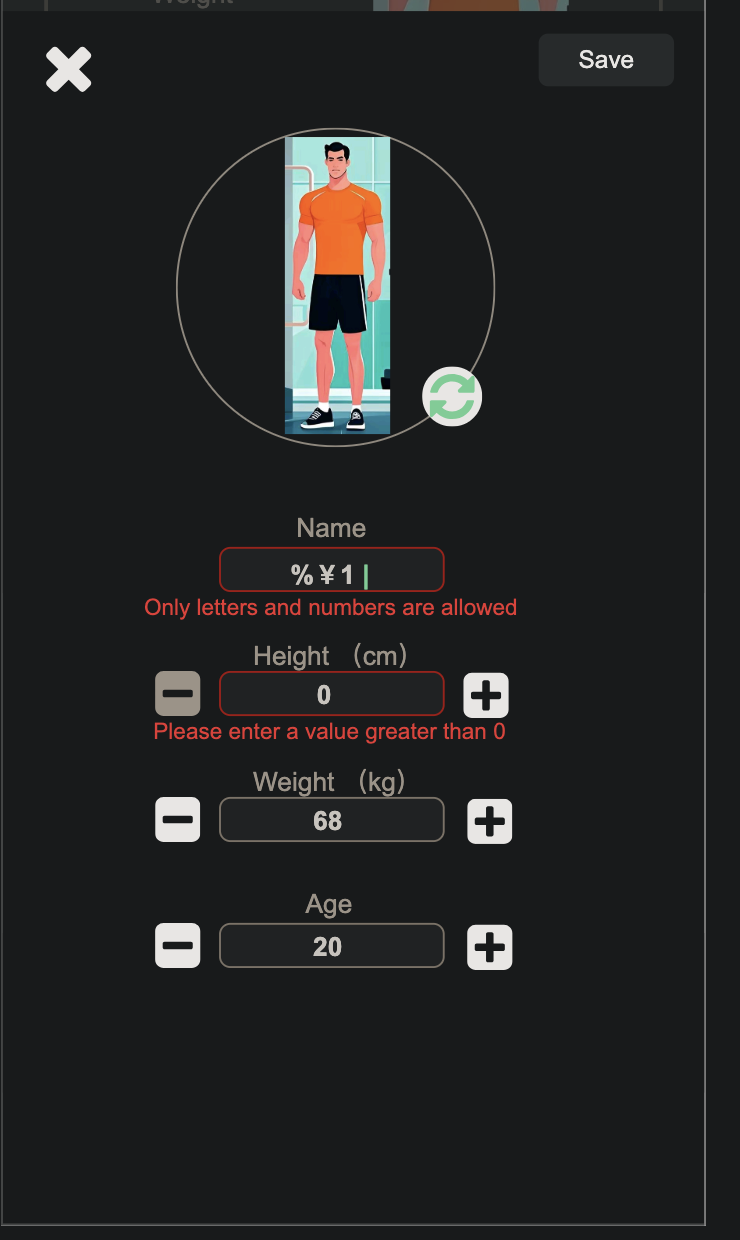 Weight
Save
Name
%¥1
Only letters and numbers are allowed
Height （cm）
0
Please enter a value greater than 0
Weight （kg）
68
Age
20